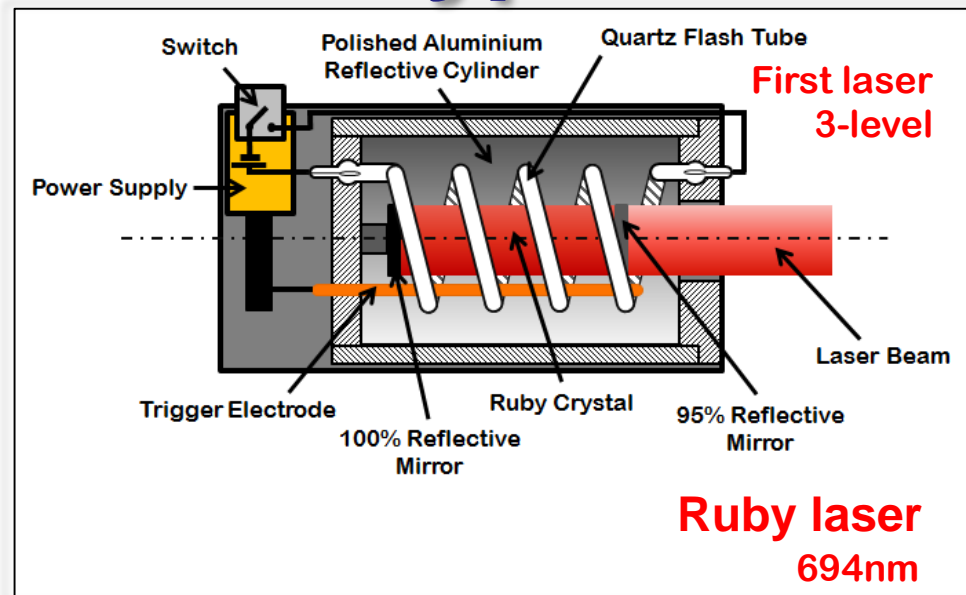 Switch
Polished Aluminium
Reflective Cylinder
Quartz Flash Tube
First laser
3-level
Power Supply
Laser Beam
Trigger Electrode
Ruby Crystal
95% Reflective
Mirror
100% Reflective
Mirror
Ruby laser
694nm